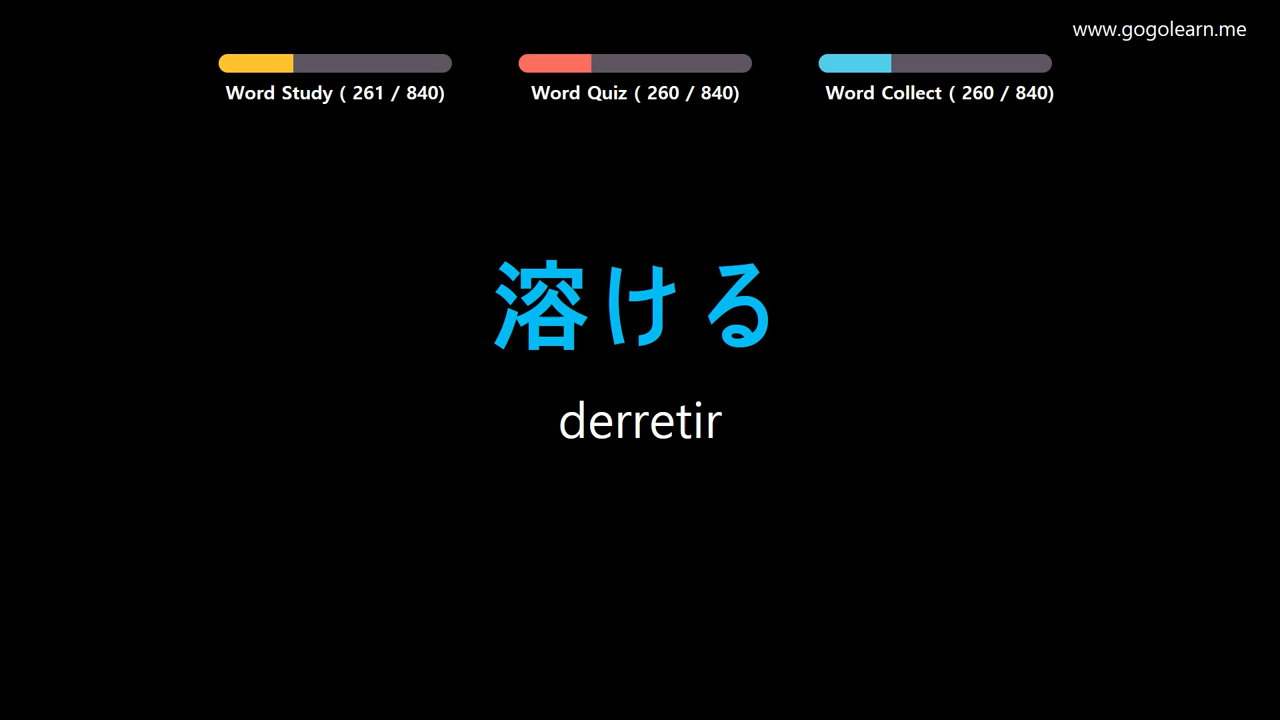 www.gogolearn.me
Word Study ( 261 / 840)
Word Quiz ( 260 / 840)
Word Collect ( 260 / 840)
溶ける
derretir